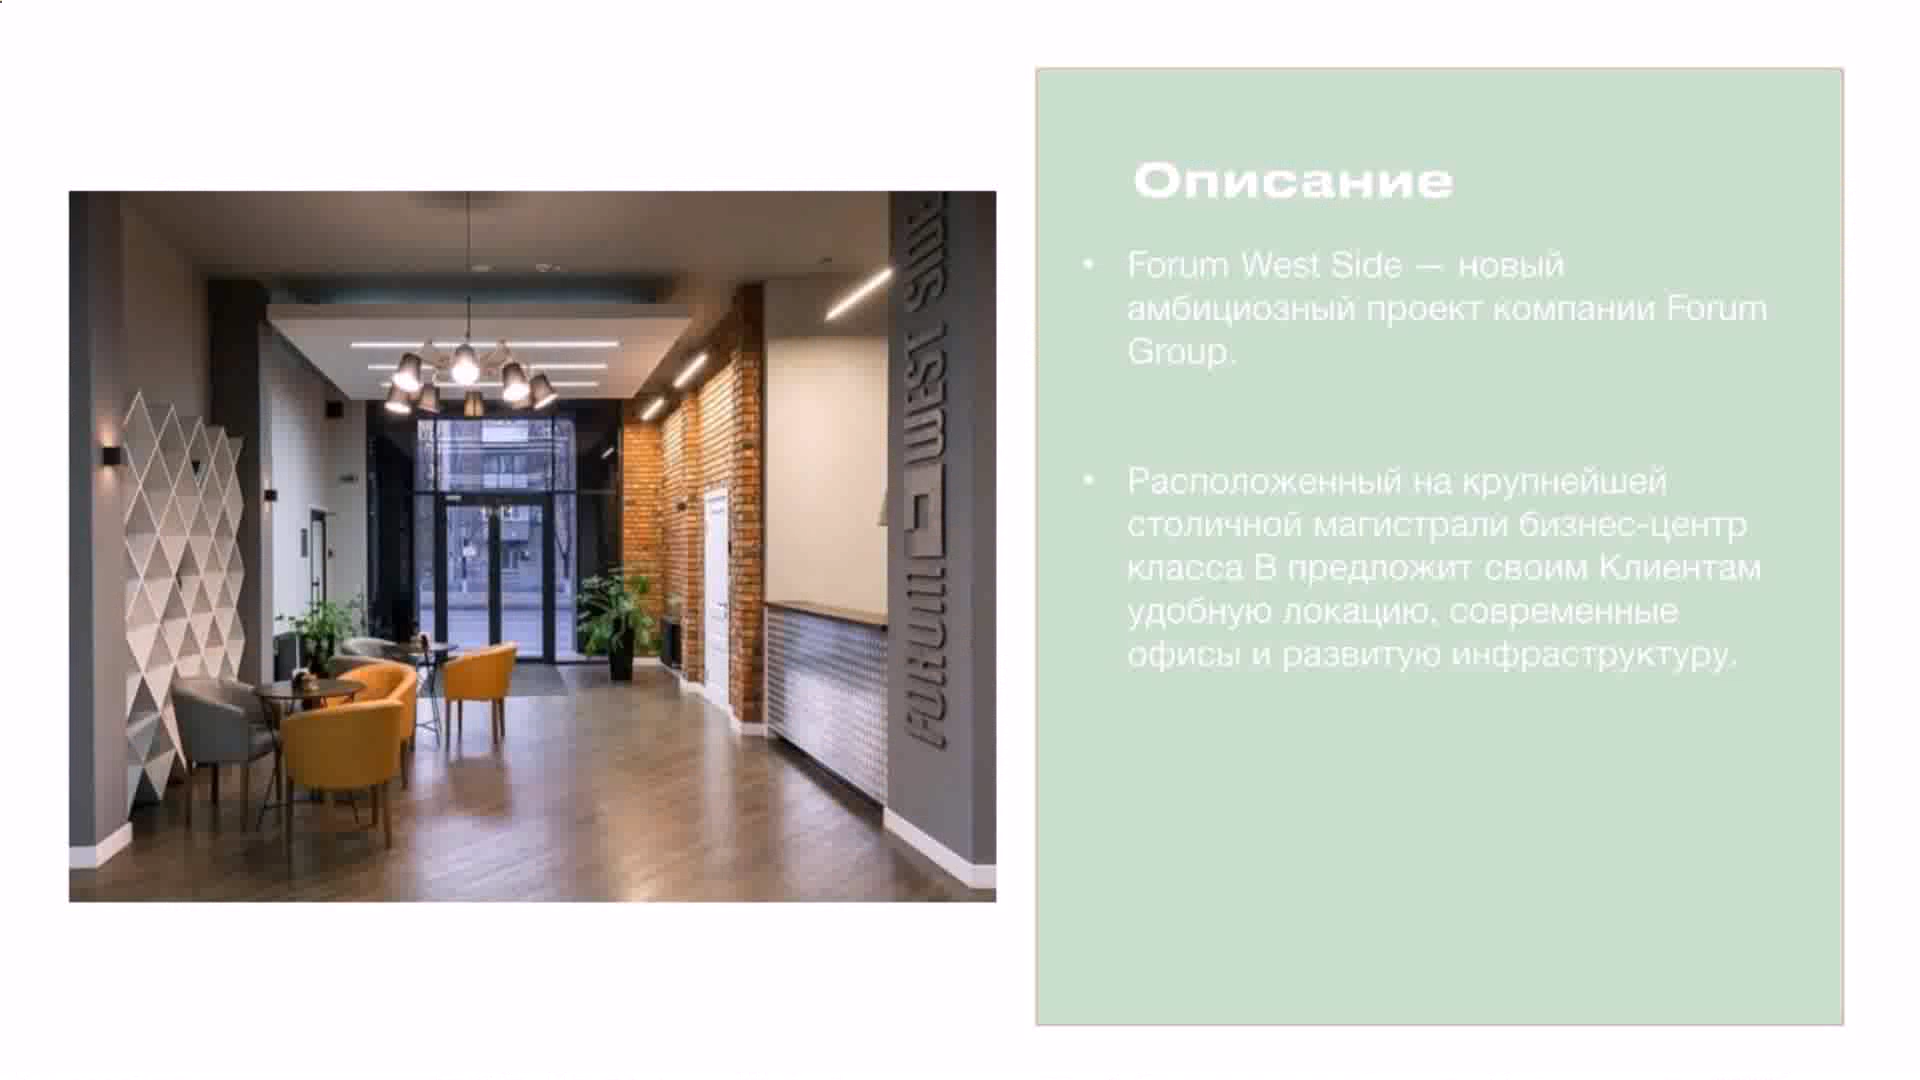 FORUM WEST SIDE
Описание
• Forum West Side — новый
амбициозный проект компании Forum
Group.
• Расположенный на крупнейшей
столичной магистрали бизнес-центр
класса В предложит своим Клиентам
удобную локацию, современные
офисы и развитую инфраструктуру.